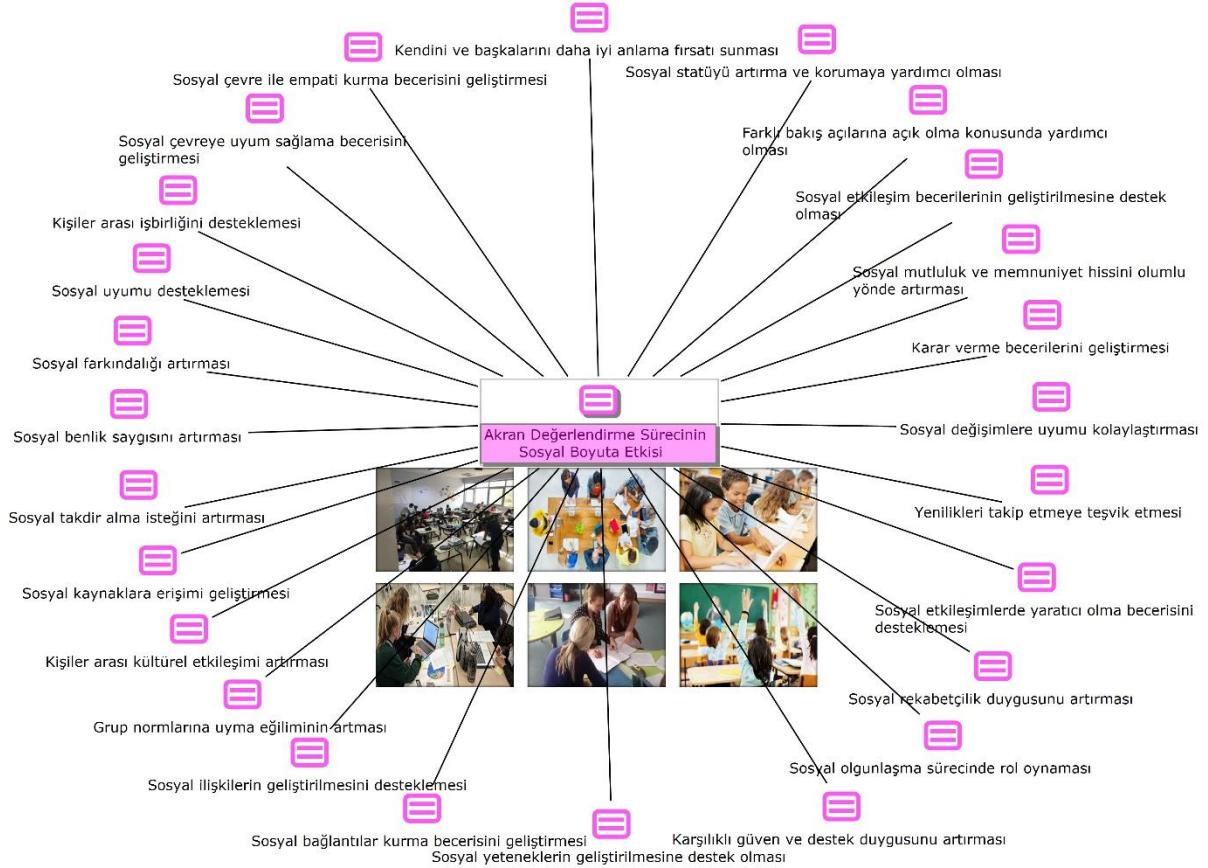 Kendini ve başkalarını daha iyi anlama fırsatı sunması
Sosyal statüyü artırma ve korumaya yardımcı olması
Sosyal çevre ile empati kurma becerisini geliştirmesi
Farklı bakış açılarına açık olma konusunda yardımcı
olması
Sosyal çevreye uyum sağlama becerisini
geliştirmesi
Sosyal etkileşim becerilerinin geliştirilmesine destek
olması
Kişiler arası işbirliğini desteklemesi
Sosyal mutluluk ve memnuniyet hissini olumlu
yönde artırması
Sosyal uyumu desteklemesi
Karar verme becerilerini geliştirmesi
Sosyal farkındalığı artırması
Sosyal değişimlere uyumu kolaylaştırması
Sosyal benlik saygısını artırması
Akran Değerlendirme Sürecinin
Sosyal Boyuta Etkisi
Yenilikleri takip etmeye teşvik etmesi
Sosyal takdir alma isteğini artırması
Sosyal kaynaklara erişimi geliştirmesi
Sosyal etkileşimlerde yaratıcı olma becerisini
desteklemesi
Kişiler arası kültürel etkileşimi artırması
Sosyal rekabetçilik duygusunu artırması
Grup normlarına uyma eğiliminin artması
Sosyal olgunlaşma sürecinde rol oynaması
Sosyal ilişkilerin geliştirilmesini desteklemesi
Karşılıklı güven ve destek duygusunu artırması
Sosyal bağlantılar kurma becerisini geliştirmesi
Sosyal yeteneklerin geliştirilmesine destek olması